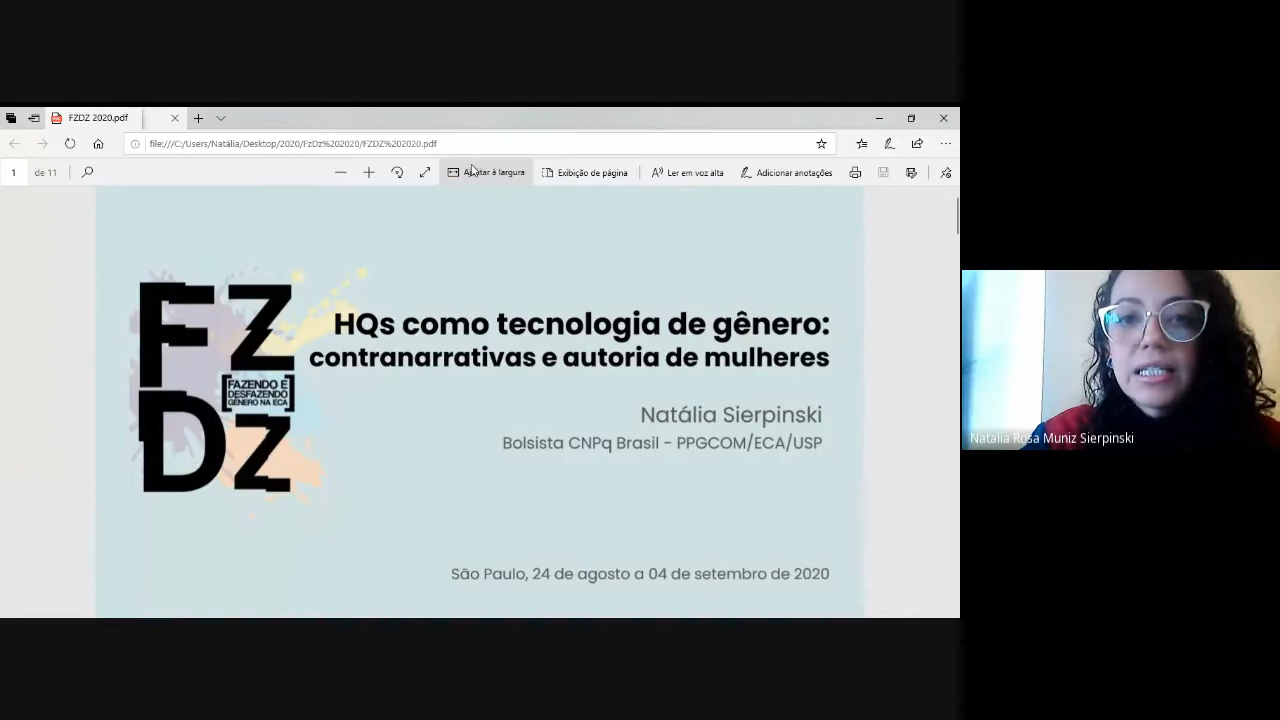 FZDZ 2020.pdf
file:///C:/Users/Natália/Desktop/2020/FzDz%202020/FZDZ%202020.pdf
1 de 11
Exibição de página
Ler em voz alta
Adicionar anotações
FZ
[FAZENDO E
DESFAZENDO
GÊNERO NA ECA]
DZ
HQs como tecnologia de gênero:
contranarrativas e autoria de mulheres
Natália Sierpinski
Bolsista CNPq Brasil - PPGCOM/ECA/USP
São Paulo, 24 de agosto a 04 de setembro de 2020
Natalia Rosa Muniz Sierpinski